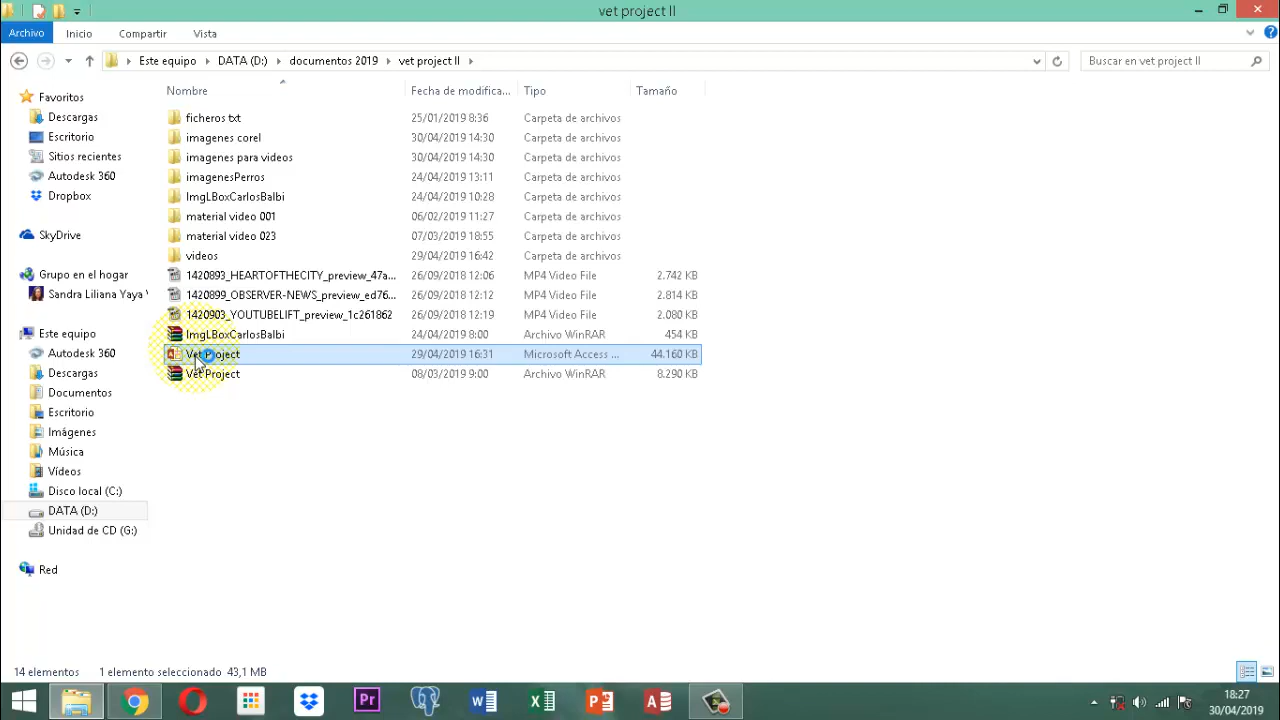 vet project II
Archivo Inicio Compartir Vista
Este equipo DATA (D:) documentos 2019 vet project II Buscar en vet project II
Nombre Fecha de modifica... Tipo Tamaño
Favoritos
Descargas
Escritorio
Sitios recientes
Autodesk 360
Dropbox
SkyDrive
Grupo en el hogar
Sandra Liliana Yaya
Este equipo
Autodesk 360
Descargas
Documentos
Escritorio
Imágenes
Música
Vídeos
Disco local (C:)
DATA (D:)
Unidad de CD (G:)
Red
ficheros txt 25/01/2019 8:36 Carpeta de archivos
imagenes corel 30/04/2019 14:30 Carpeta de archivos
imagenes para videos 30/04/2019 14:30 Carpeta de archivos
imagenesPerros 24/04/2019 13:11 Carpeta de archivos
ImgLBoxCarlosBalbi 24/04/2019 10:28 Carpeta de archivos
material video 001 06/02/2019 11:27 Carpeta de archivos
material video 023 07/03/2019 18:55 Carpeta de archivos
videos 29/04/2019 16:42 Carpeta de archivos
1420893_HEARTOFTHECITY_preview_47a... 26/09/2018 12:06 MP4 Video File 2.742 KB
1420899_OBSERVER-NEWS_preview_ed76... 26/09/2018 12:12 MP4 Video File 2.814 KB
1420903_YOUTUBELIFT_preview_1c261862 26/09/2018 12:19 MP4 Video File 2.080 KB
ImgLBoxCarlosBalbi 24/04/2019 8:00 Archivo WinRAR 454 KB
Vet Project 29/04/2019 16:31 Microsoft Access ... 44.160 KB
Vet Project 08/03/2019 9:00 Archivo WinRAR 8.290 KB
14 elementos 1 elemento seleccionado 43,1 MB
18:27
30/04/2019